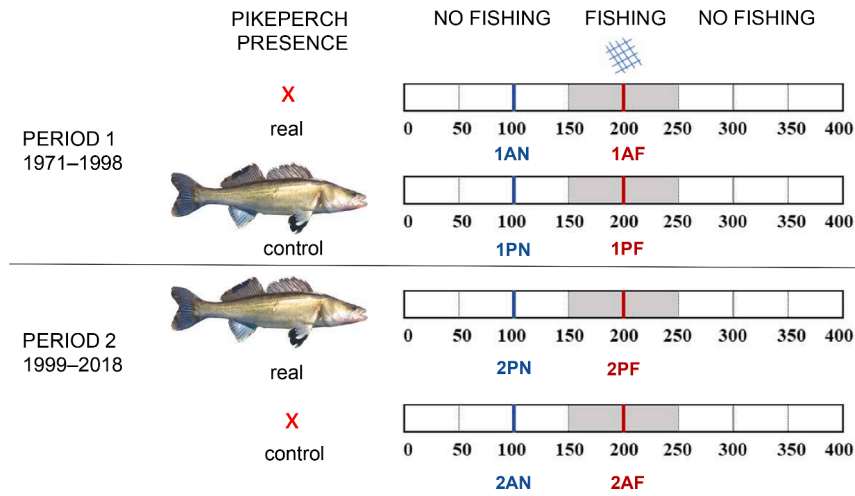 PIKEPERCH
PRESENCE
NO FISHING FISHING NO FISHING
X
real
0 50 100 150 200 250 300 350 400
1AN 1AF
PERIOD 1
1971–1998
control
0 50 100 150 200 250 300 350 400
1PN 1PF
PERIOD 2
1999–2018
real
0 50 100 150 200 250 300 350 400
2PN 2PF
X
control
0 50 100 150 200 250 300 350 400
2AN 2AF